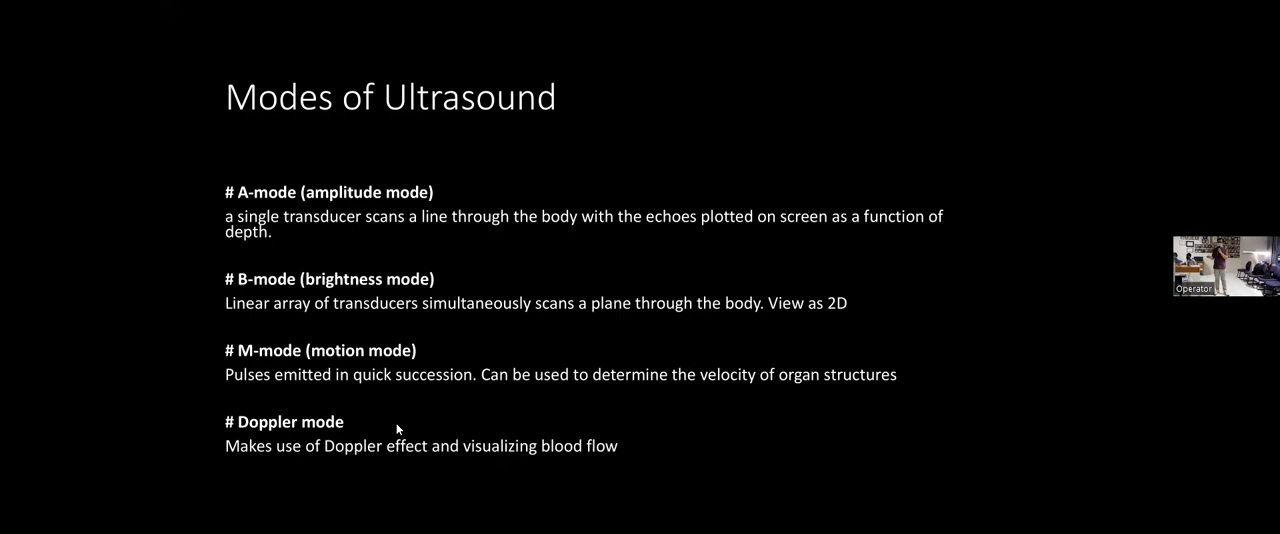 Modes of Ultrasound
# A-mode (amplitude mode)
a single transducer scans a line through the body with the echoes plotted on screen as a function of
depth.
# B-mode (brightness mode)
Linear array of transducers simultaneously scans a plane through the body. View as 2D
# M-mode (motion mode)
Pulses emitted in quick succession. Can be used to determine the velocity of organ structures
# Doppler mode
Makes use of Doppler effect and visualizing blood flow
Operator